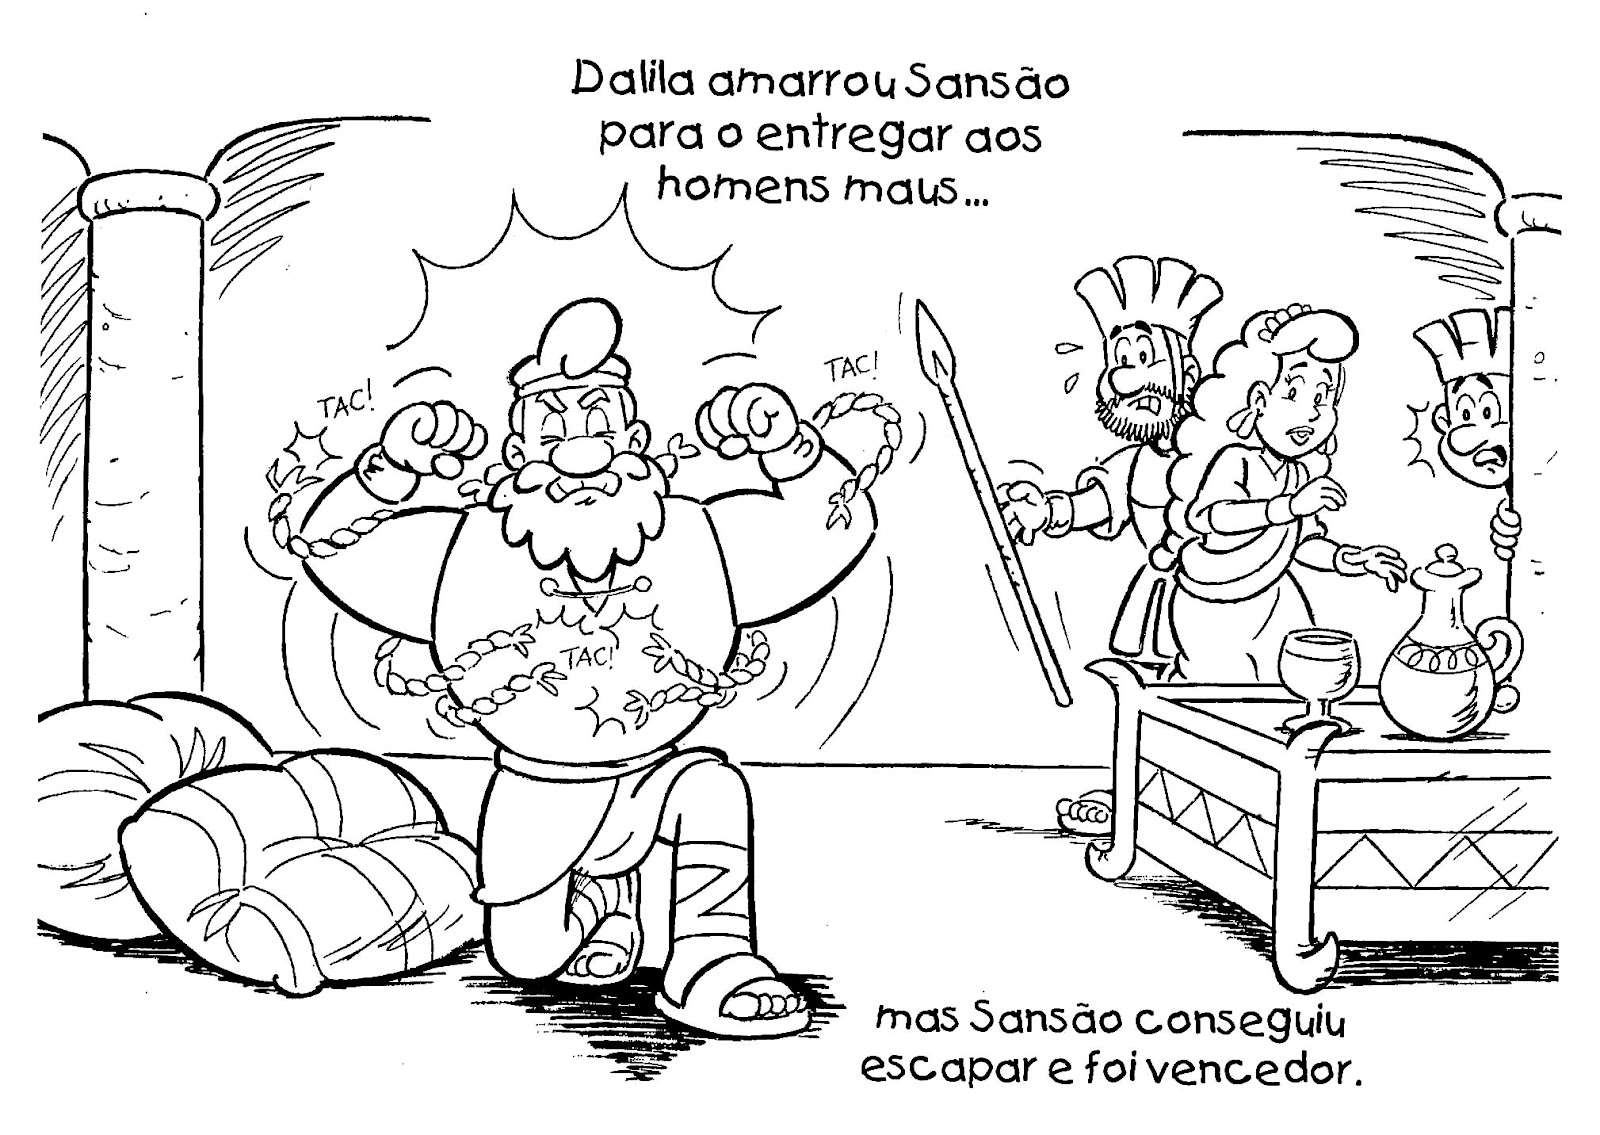 Dalila amarrou Sansão
para o entregar aos
homens maus...
TAC!
TAC!
TAC!
mas Sansão conseguiu
escapar e foi vencedor.